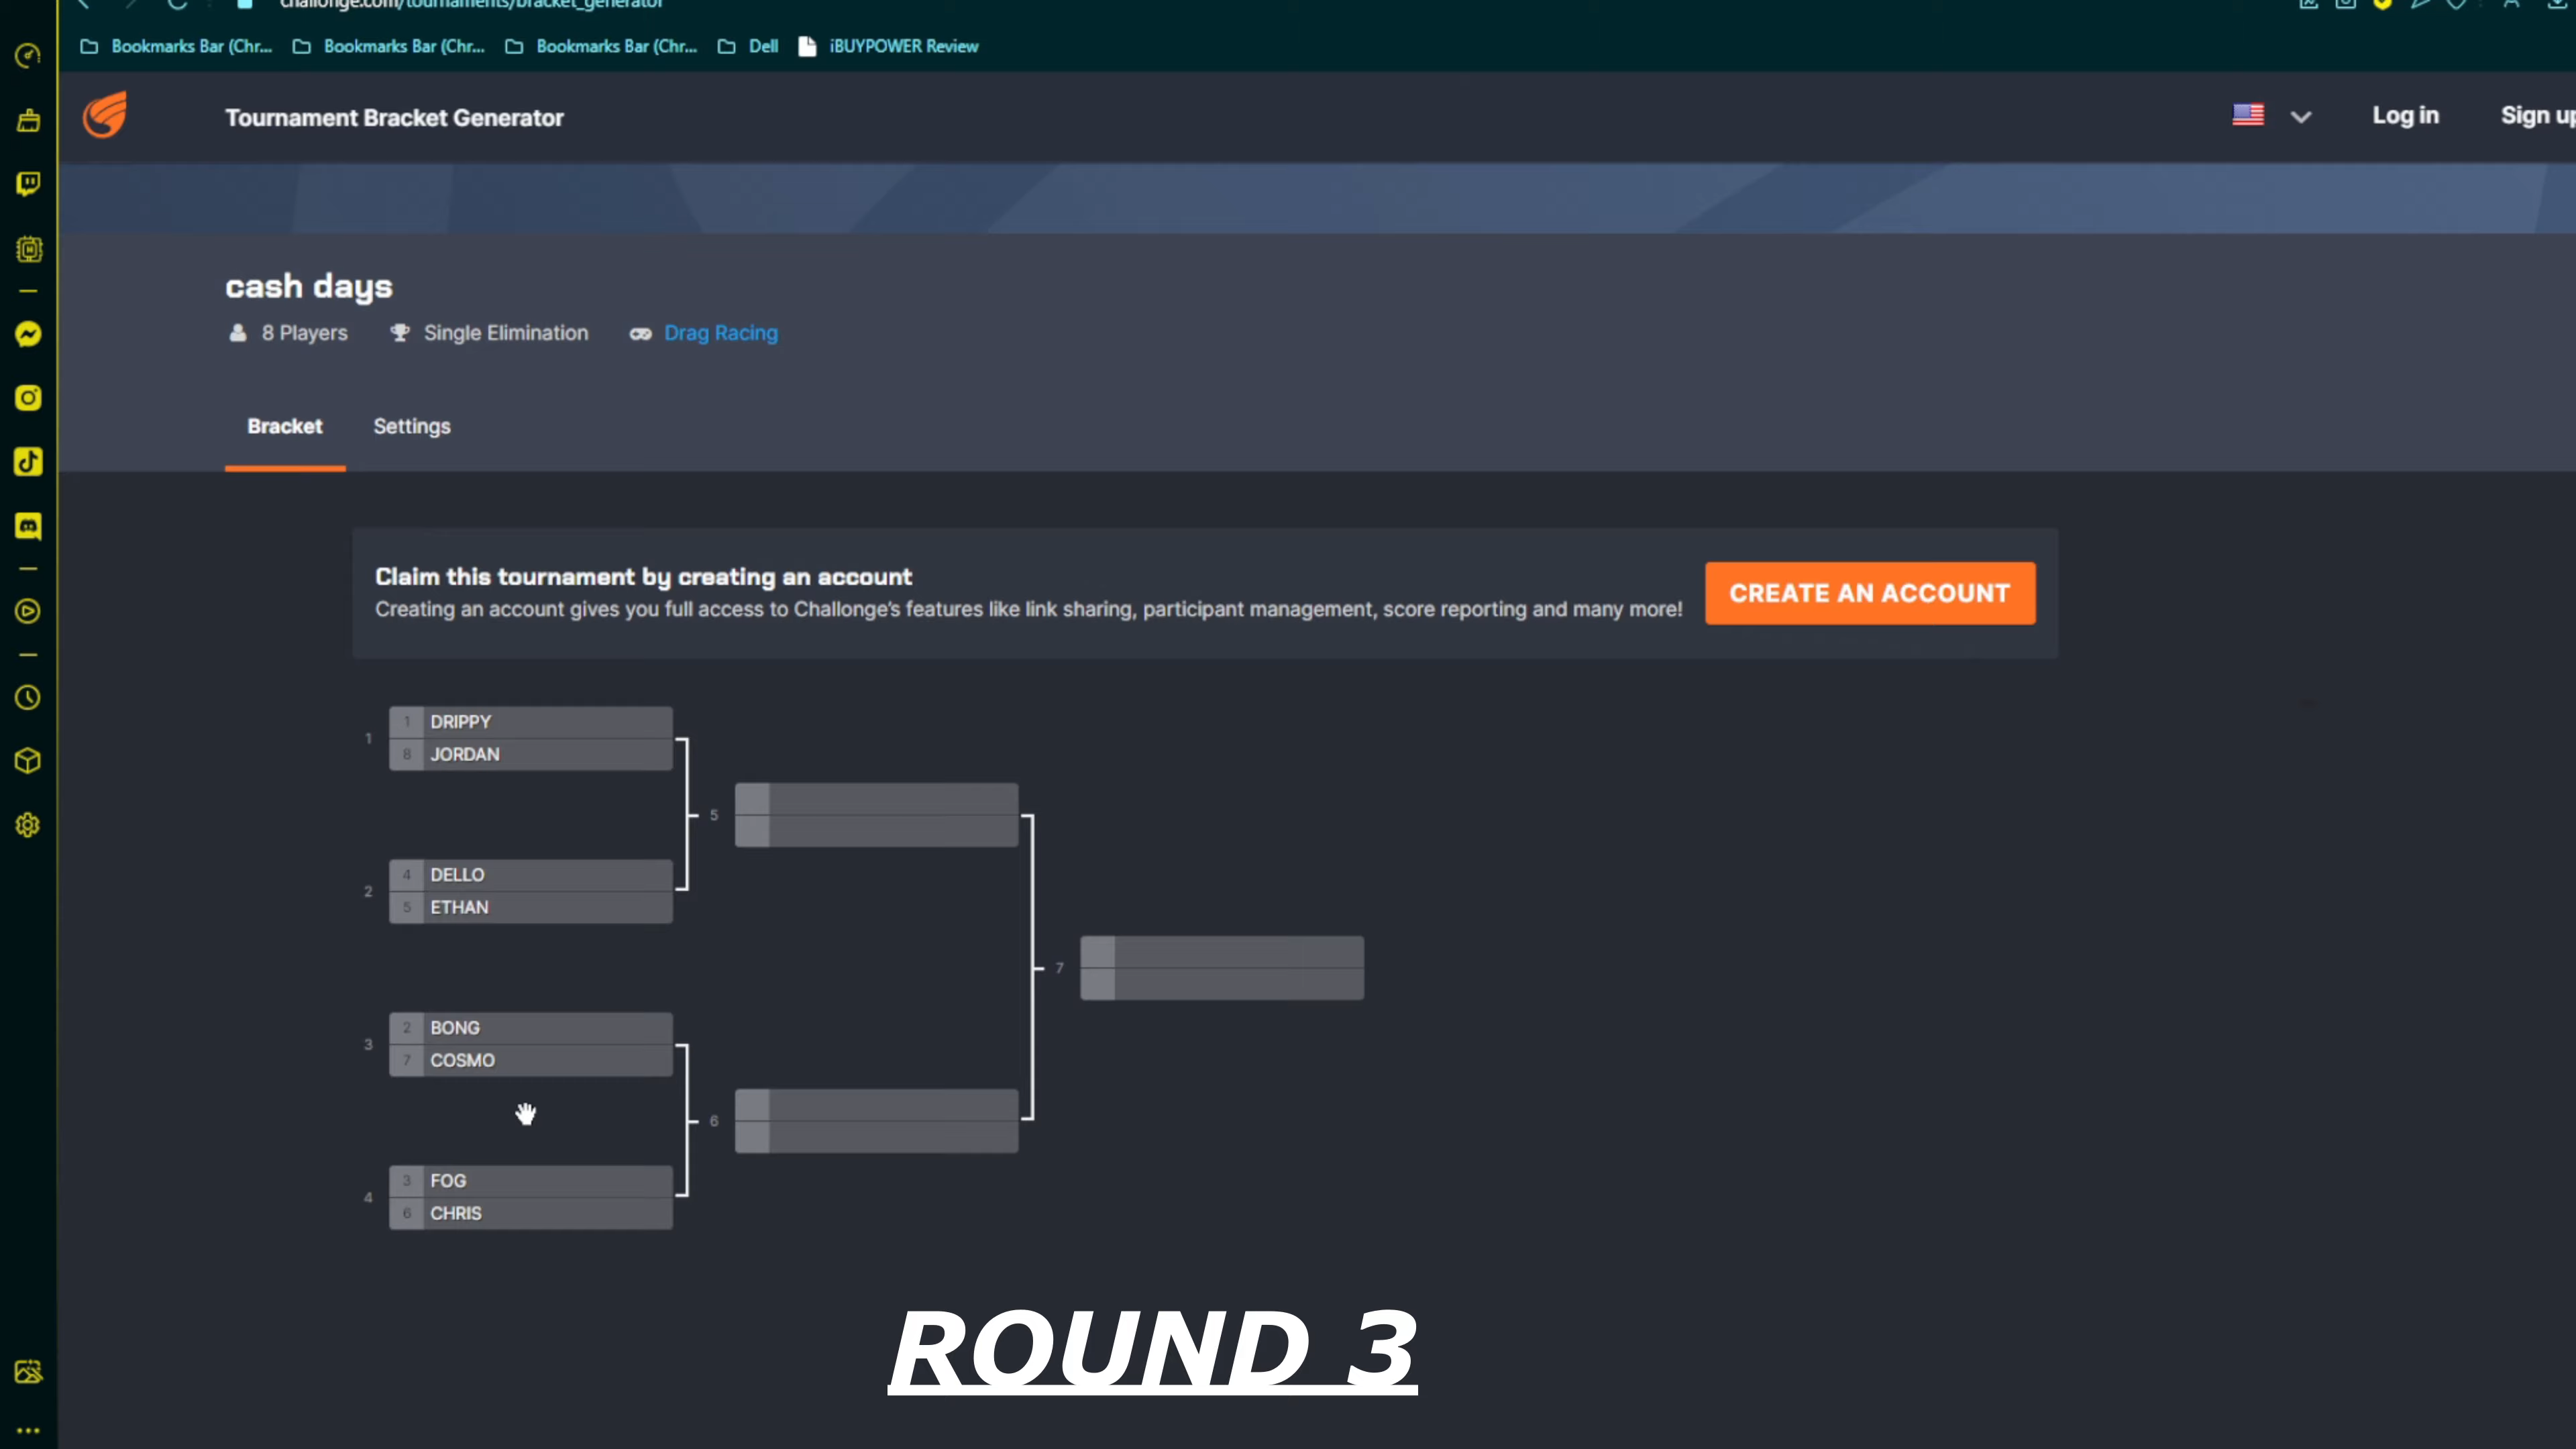 challonge.com/tournaments/bracket_generator
Bookmarks Bar (Chr... Bookmarks Bar (Chr... Bookmarks Bar (Chr... Dell iBUYPOWER Review
Tournament Bracket Generator
Log in
Sign up
cash days
8 Players Single Elimination Drag Racing
Bracket Settings
Claim this tournament by creating an account
Creating an account gives you full access to Challonge's features like link sharing, participant management, score reporting and many more!
CREATE AN ACCOUNT
1
1 DRIPPY
8 JORDAN
2
4 DELLO
5 ETHAN
3
2 BONG
7 COSMO
4
3 FOG
6 CHRIS
5
6
7
ROUND 3